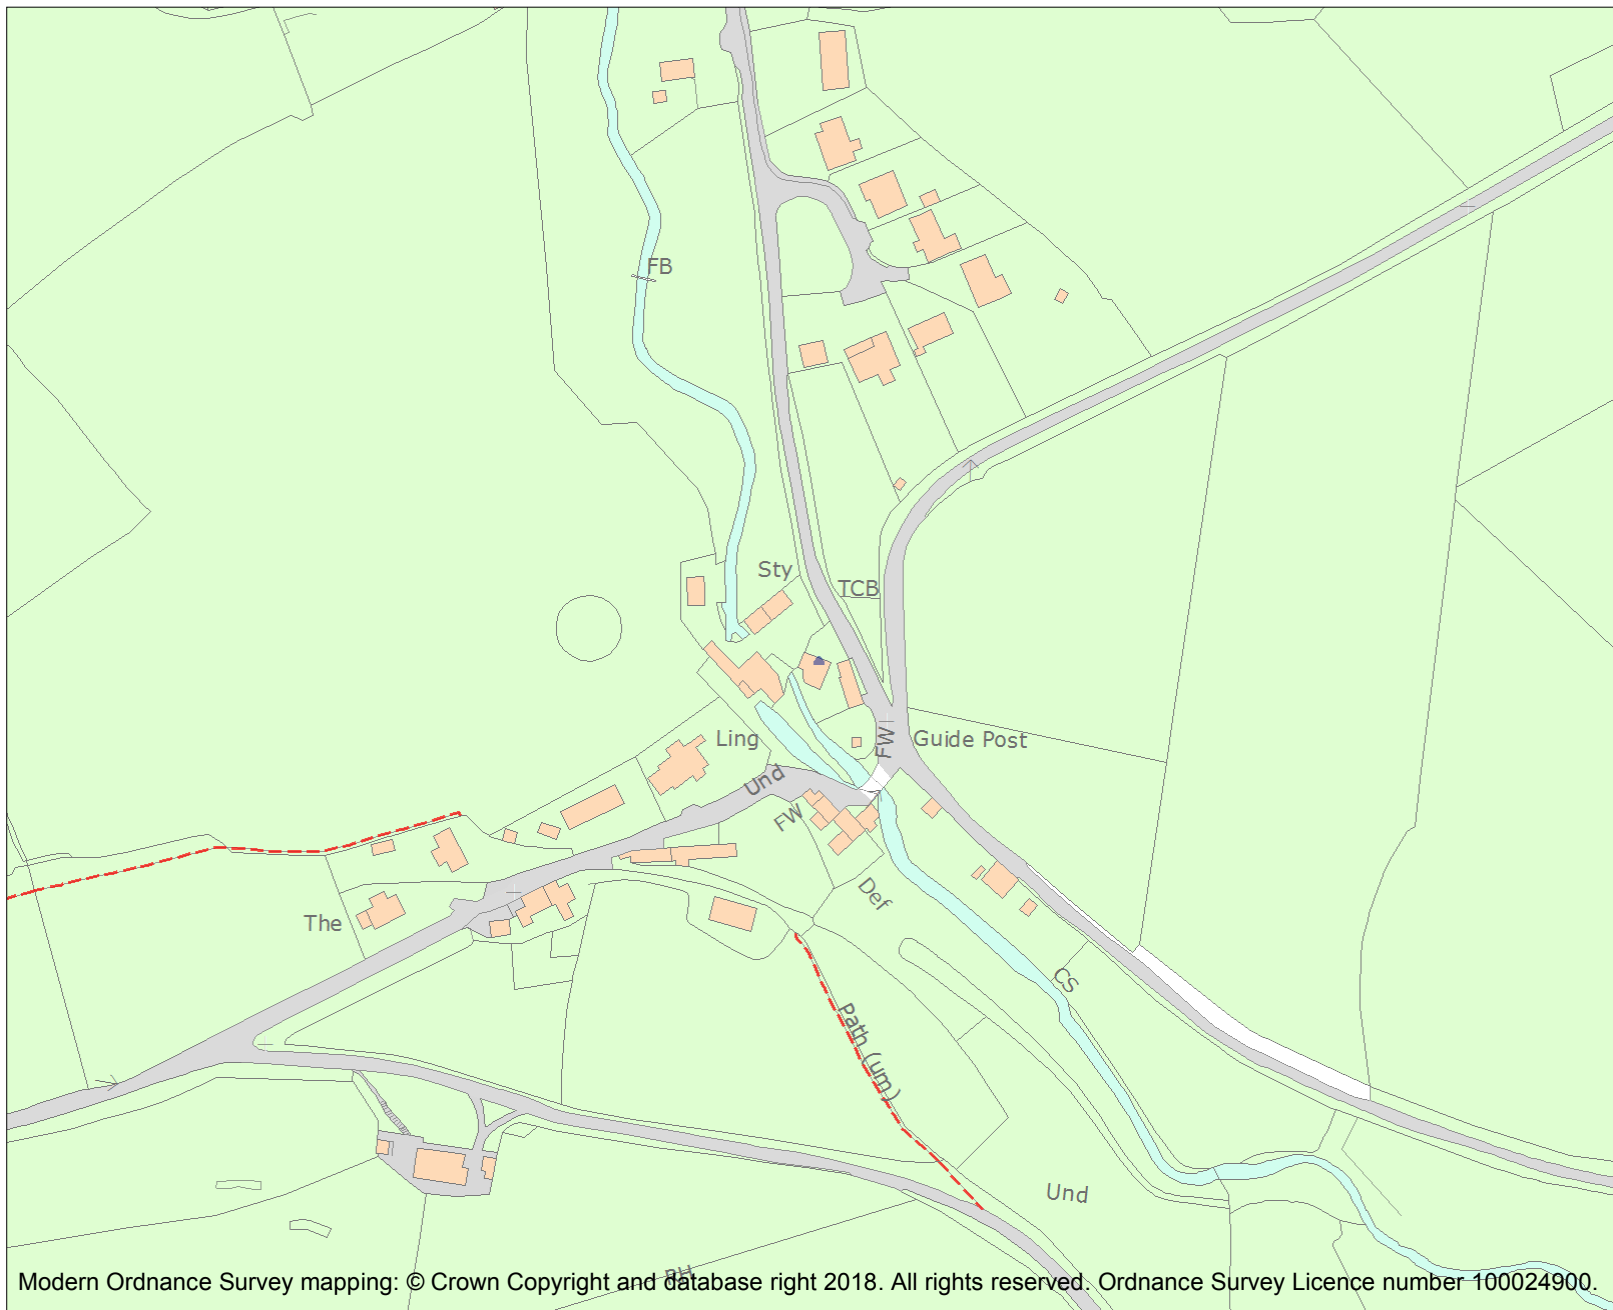 FB
Sty
TCB
Ling
FW
Guide Post
Und
FW
Def
The
CS
Path (um)
Und
RH
Modern Ordnance Survey mapping: © Crown Copyright and database right 2018. All rights reserved. Ordnance Survey Licence number 100024900.